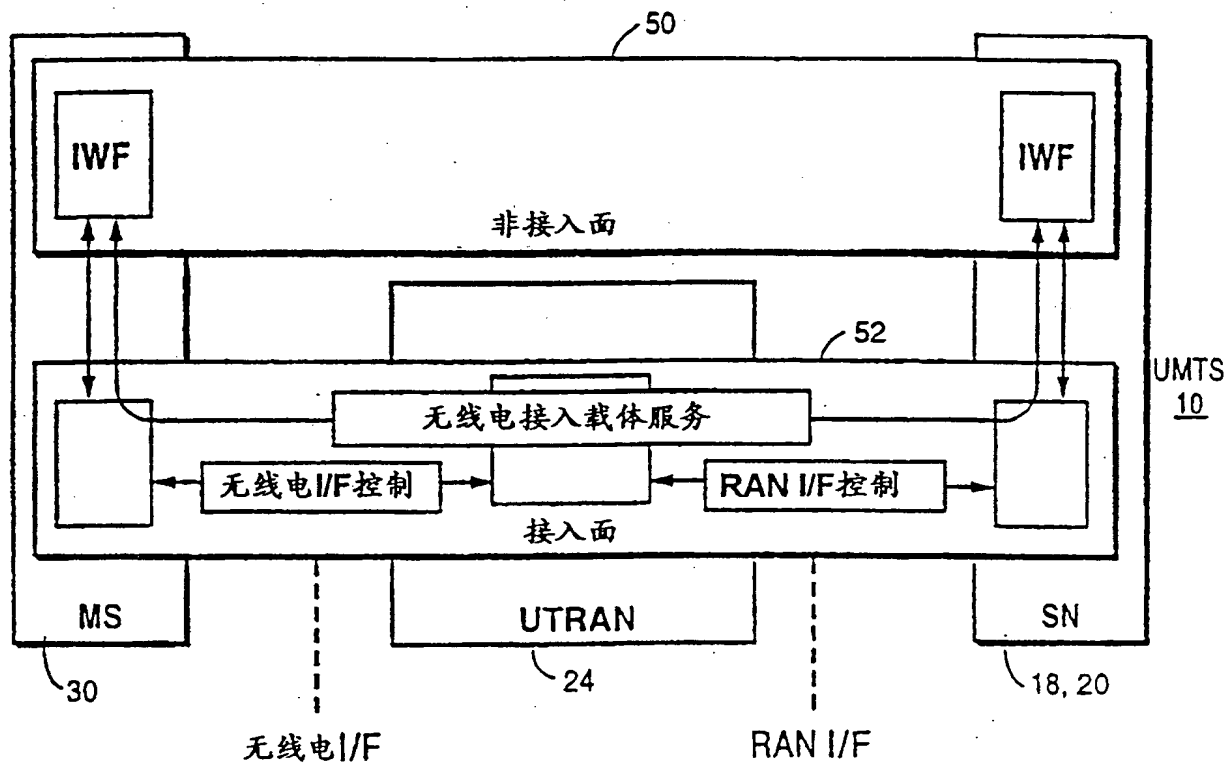 50
IWF
IWF
非接入面
52
UMTS
10
无线电接入载体服务
无线电I/F控制
RAN I/F控制
接入面
MS
UTRAN
SN
30
24
18, 20
无线电I/F
RAN I/F